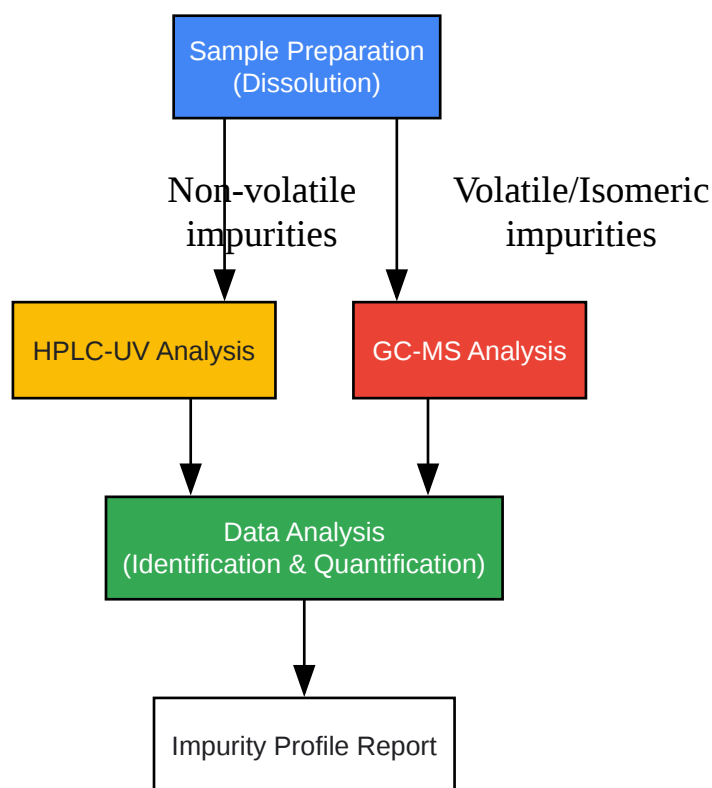 Sample Preparation
(Dissolution)
Non-volatile
impurities
Volatile/Isomeric
impurities
HPLC-UV Analysis
GC-MS Analysis
Data Analysis
(Identification & Quantification)
Impurity Profile Report